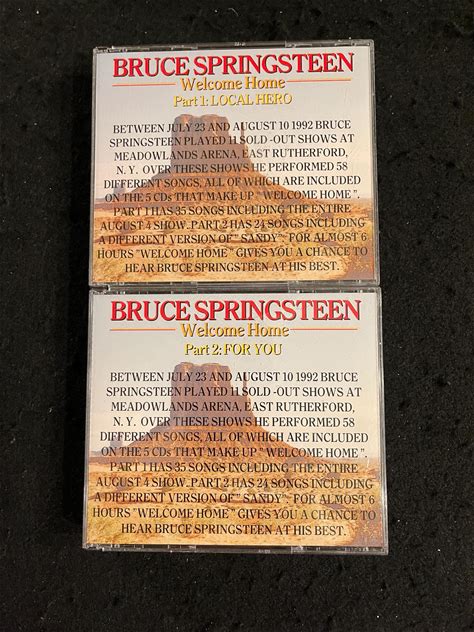 BRUCE SPRINGSTEEN
Welcome Home
Part 1: LOCAL HERO
BETWEEN JULY 23 AND AUGUST 10 1992 BRUCE
SPRINGSTEEN PLAYED 11 SOLD-OUT SHOWS AT
MEADOWLANDS ARENA, EAST RUTHERFORD,
N.Y. OVER THESE SHOWS HE PERFORMED 58
DIFFERENT SONGS, ALL OF WHICH ARE INCLUDED
ON THE 5 CDs THAT MAKE UP " WELCOME HOME ".
PART 1 HAS 35 SONGS INCLUDING THE ENTIRE
AUGUST 4 SHOW. PART 2 HAS 24 SONGS INCLUDING
A DIFFERENT VERSION OF " SANDY". FOR ALMOST 6
HOURS "WELCOME HOME" GIVES YOU A CHANCE TO
HEAR BRUCE SPRINGSTEEN AT HIS BEST.
BRUCE SPRINGSTEEN
Welcome Home
Part 2: FOR YOU
BETWEEN JULY 23 AND AUGUST 10 1992 BRUCE
SPRINGSTEEN PLAYED 11 SOLD-OUT SHOWS AT
MEADOWLANDS ARENA, EAST RUTHERFORD,
N.Y. OVER THESE SHOWS HE PERFORMED 58
DIFFERENT SONGS, ALL OF WHICH ARE INCLUDED
ON THE 5 CDs THAT MAKE UP " WELCOME HOME ".
PART 1 HAS 35 SONGS INCLUDING THE ENTIRE
AUGUST 4 SHOW. PART 2 HAS 24 SONGS INCLUDING
A DIFFERENT VERSION OF " SANDY". FOR ALMOST 6
HOURS "WELCOME HOME" GIVES YOU A CHANCE TO
HEAR BRUCE SPRINGSTEEN AT HIS BEST.